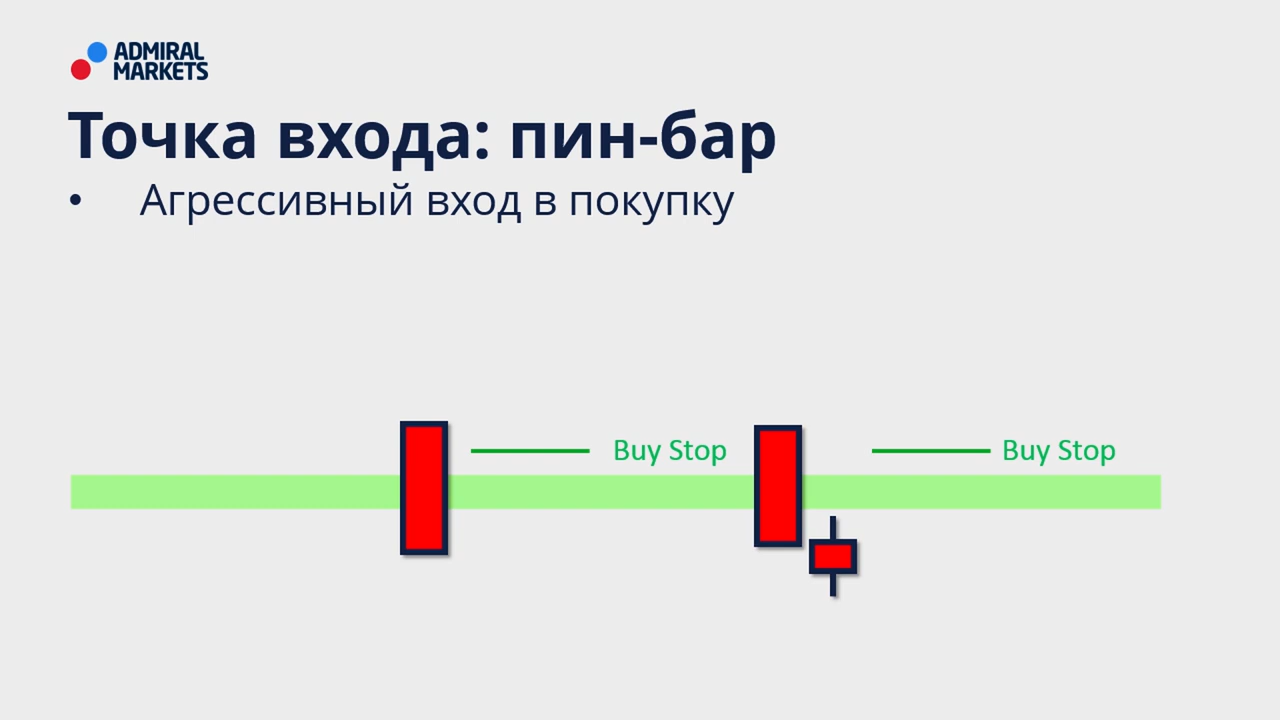 ADMIRAL
MARKETS
Точка входа: пин-бар
• Агрессивный вход в покупку
Buy Stop
Buy Stop